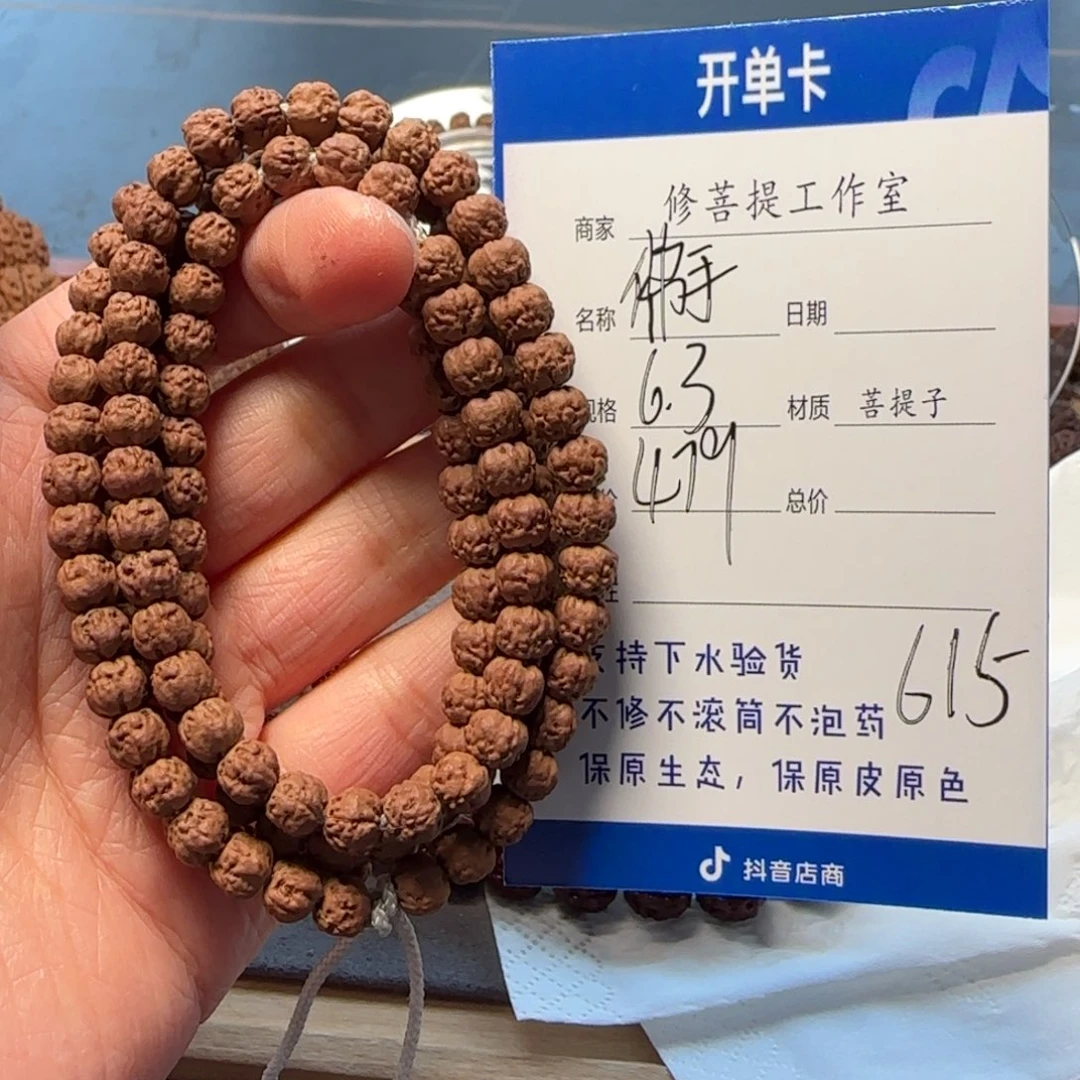 开单卡
商家 修菩提工作室
名称 佛手 日期
格 6.3 材质 菩提子
479 总价
持下水验货
615
不修不滚筒不泡药
保原生态，保原皮原色
抖音店商